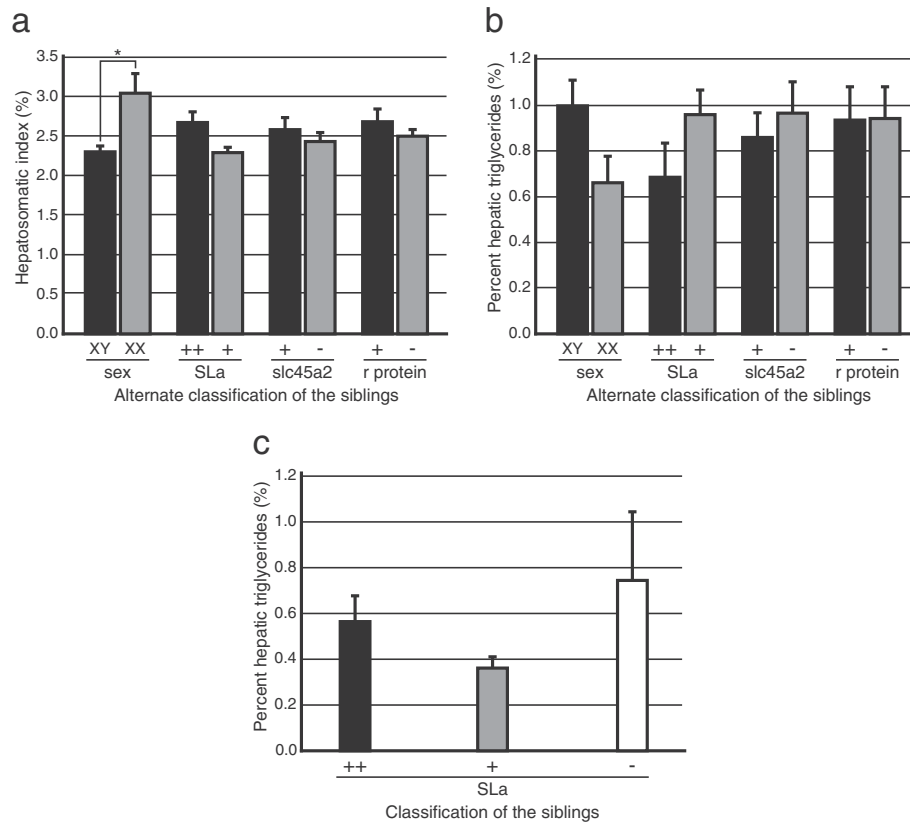 a
Hepatosomatic index (%)
3.5
3.0
2.5
2.0
1.5
1.0
0.5
0.0
*
XY XX ++ + + - + -
sex SLa slc45a2 r protein
Alternate classification of the siblings
b
Percent hepatic triglycerides (%)
1.2
1.0
0.8
0.6
0.4
0.2
0.0
XY XX ++ + + - + -
sex SLa slc45a2 r protein
Alternate classification of the siblings
c
Percent hepatic triglycerides (%)
1.2
1.0
0.8
0.6
0.4
0.2
0.0
++ + -
SLa
Classification of the siblings